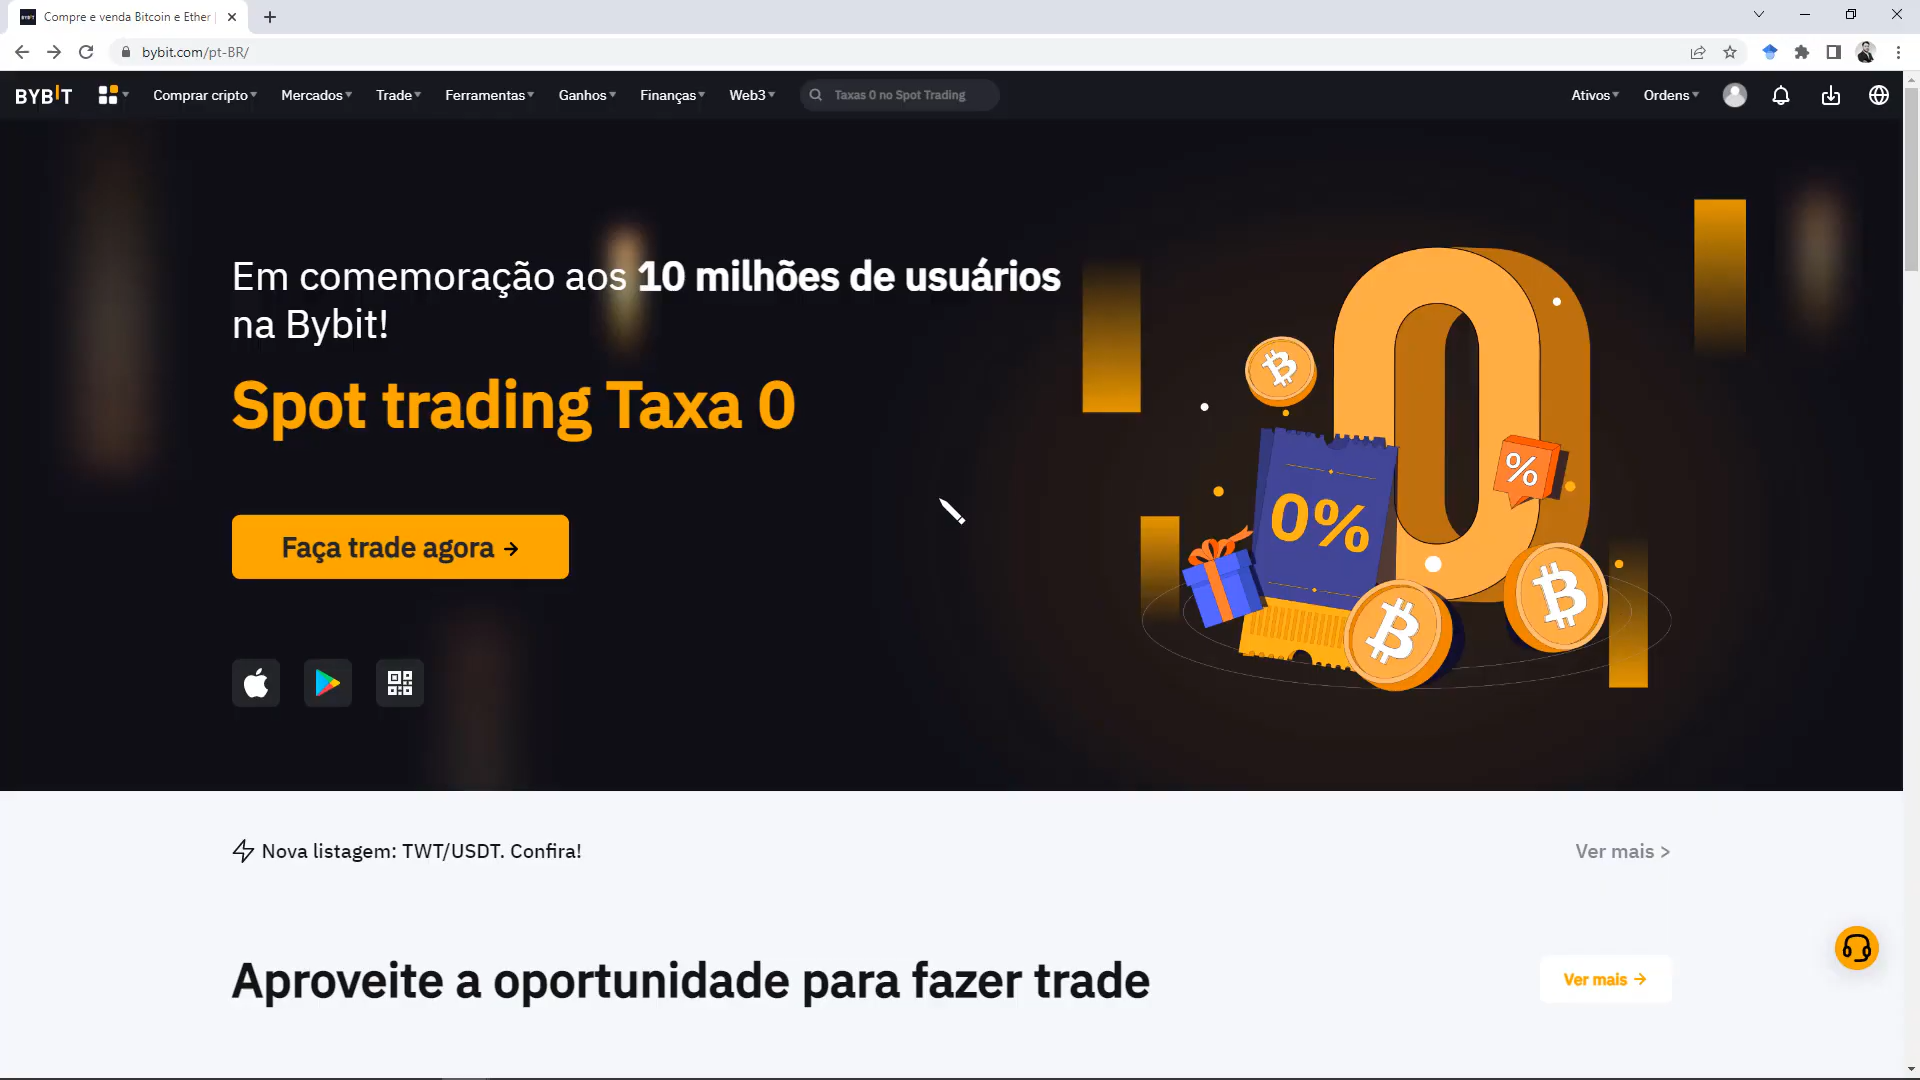 Compre e venda Bitcoin e Ether |
bybit.com/pt-BR/
BYBIT Comprar cripto Mercados Trade Ferramentas Ganhos Finanças Web3 Taxas 0 no Spot Trading Ativos Ordens
Em comemoração aos 10 milhões de usuários
na Bybit!
Spot trading Taxa 0
Faça trade agora →
0
%
0%
Nova listagem: TWT/USDT. Confira!
Ver mais >
Aproveite a oportunidade para fazer trade
Ver mais →